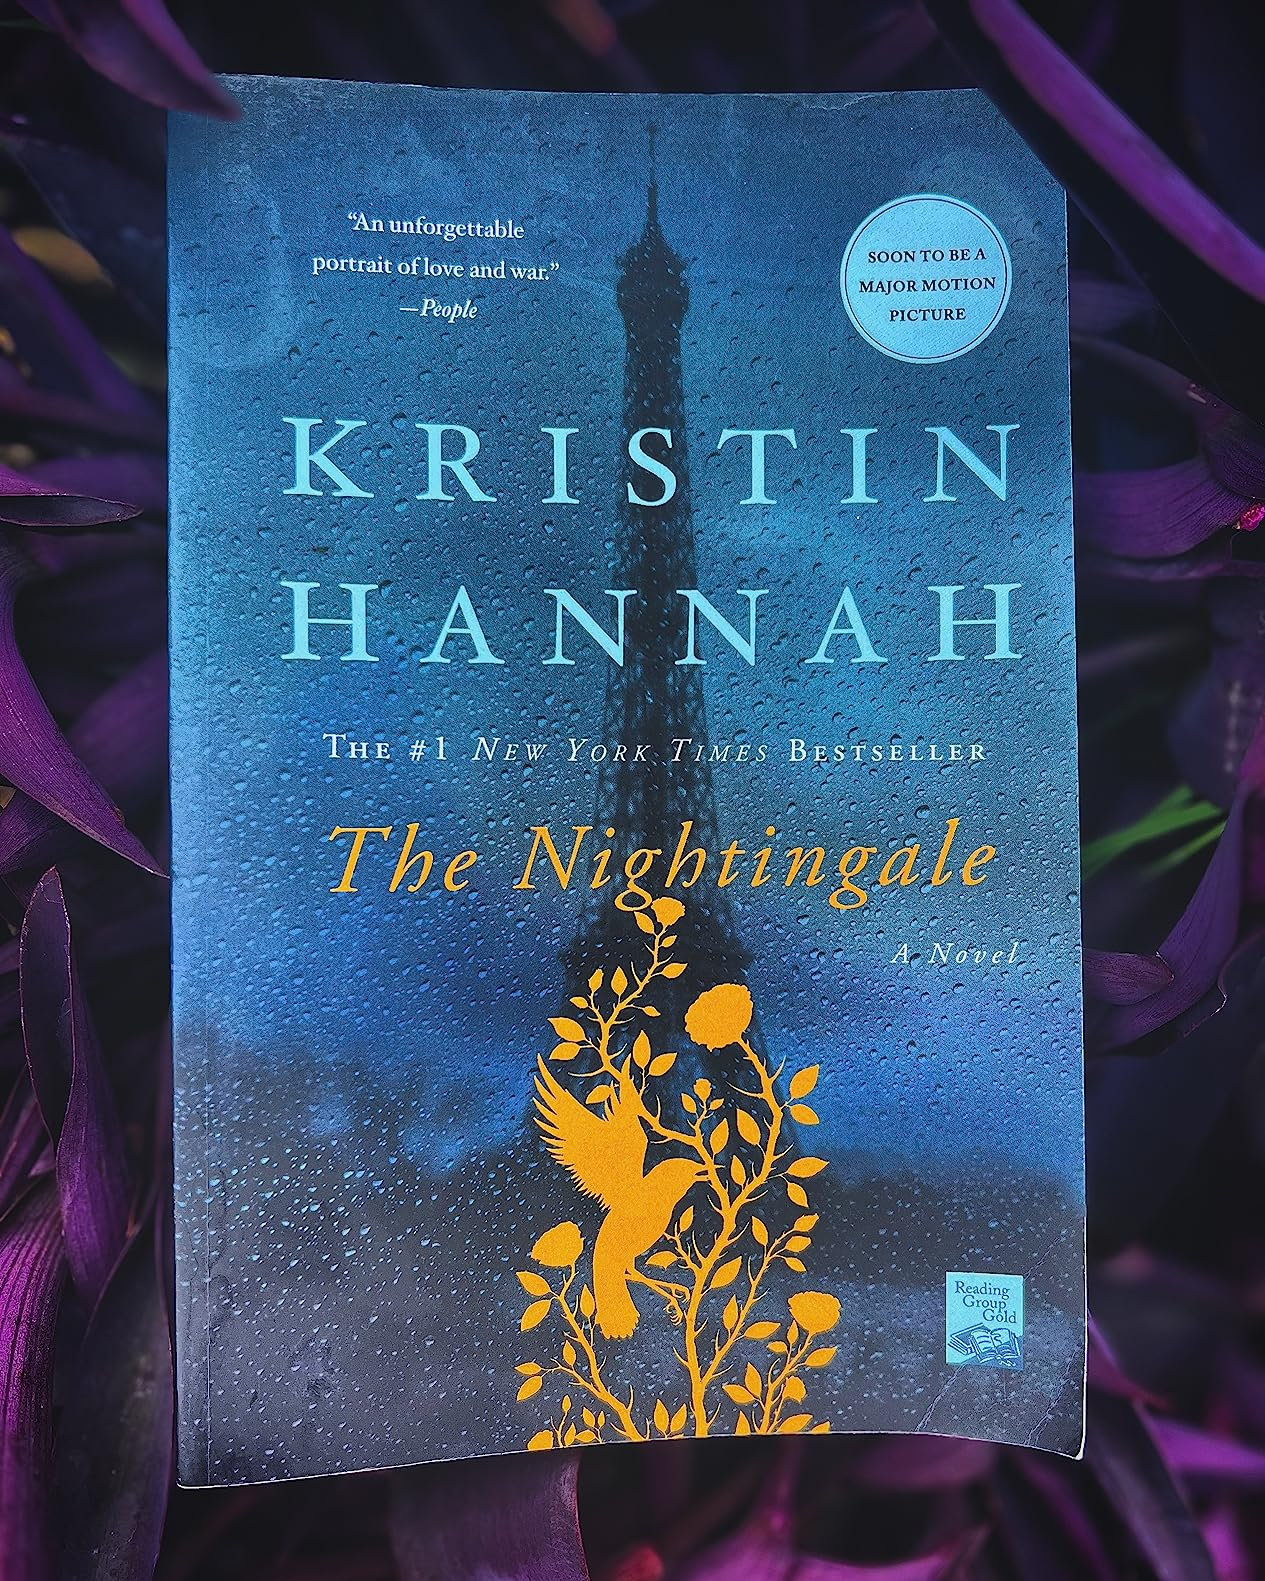 “An unforgettable
portrait of love and war.”
—People
SOON TO BE A
MAJOR MOTION
PICTURE
KRISTIN
HANNAH
THE #1 NEW YORK TIMES BESTSELLER
The Nightingale
A Novel
Reading
Group
Gold